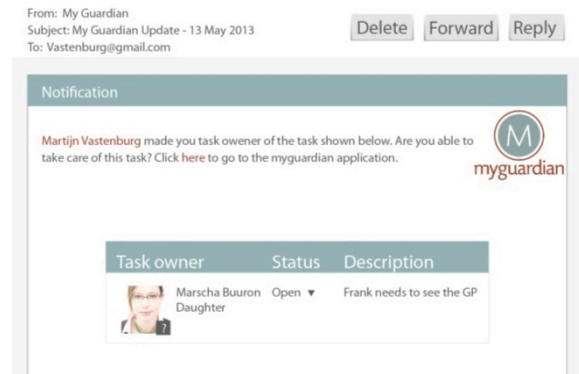 From: My Guardian
Subject: My Guardian Update - 13 May 2013
To: Vastenburg@gmail.com
Delete Forward Reply
Notification
Martijn Vastenburg made you task owener of the task shown below. Are you able to
take care of this task? Click here to go to the myguardian application.
M
myguardian
Task owner Status Description
Marscha Buuron Open ▼ Frank needs to see the GP
Daughter
?